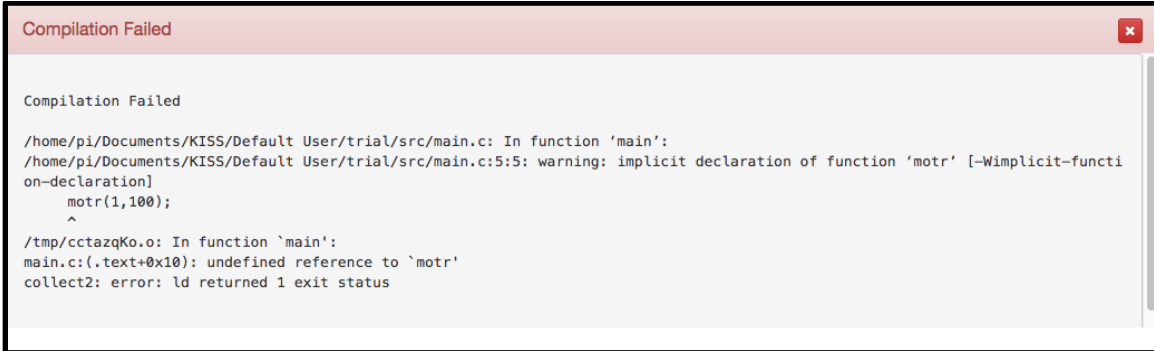 Compilation Failed
Compilation Failed
/home/pi/Documents/KISS/Default User/trial/src/main.c: In function ‘main’:
/home/pi/Documents/KISS/Default User/trial/src/main.c:5:5: warning: implicit declaration of function ‘motr’ [-Wimplicit-functi
on-declaration]
     motr(1,100);
     ^
/tmp/cctazqKo.o: In function `main':
main.c:(.text+0x10): undefined reference to `motr'
collect2: error: ld returned 1 exit status